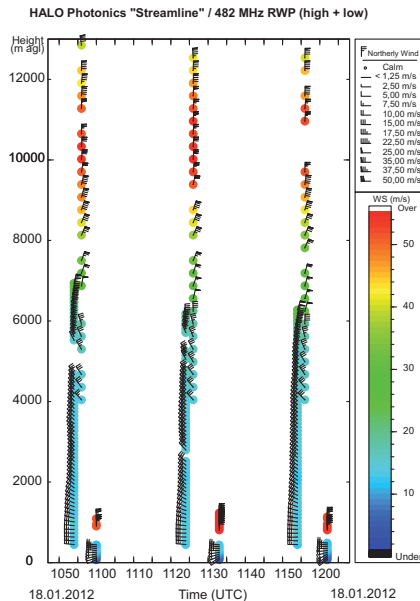 HALO Photonics "Streamline" / 482 MHz RWP (high + low)
Height
(m agl)
12000
10000
8000
6000
4000
2000
0
1050 1100 1110 1120 1130 1140 1150 1200
18.01.2012 Time (UTC) 18.01.2012
Northerly Wind
Calm
< 1,25 m/s
2,50 m/s
5,00 m/s
7,50 m/s
10,00 m/s
15,00 m/s
17,50 m/s
22,50 m/s
25,00 m/s
35,00 m/s
37,50 m/s
50,00 m/s
WS (m/s)
Over
50
40
30
20
10
Under